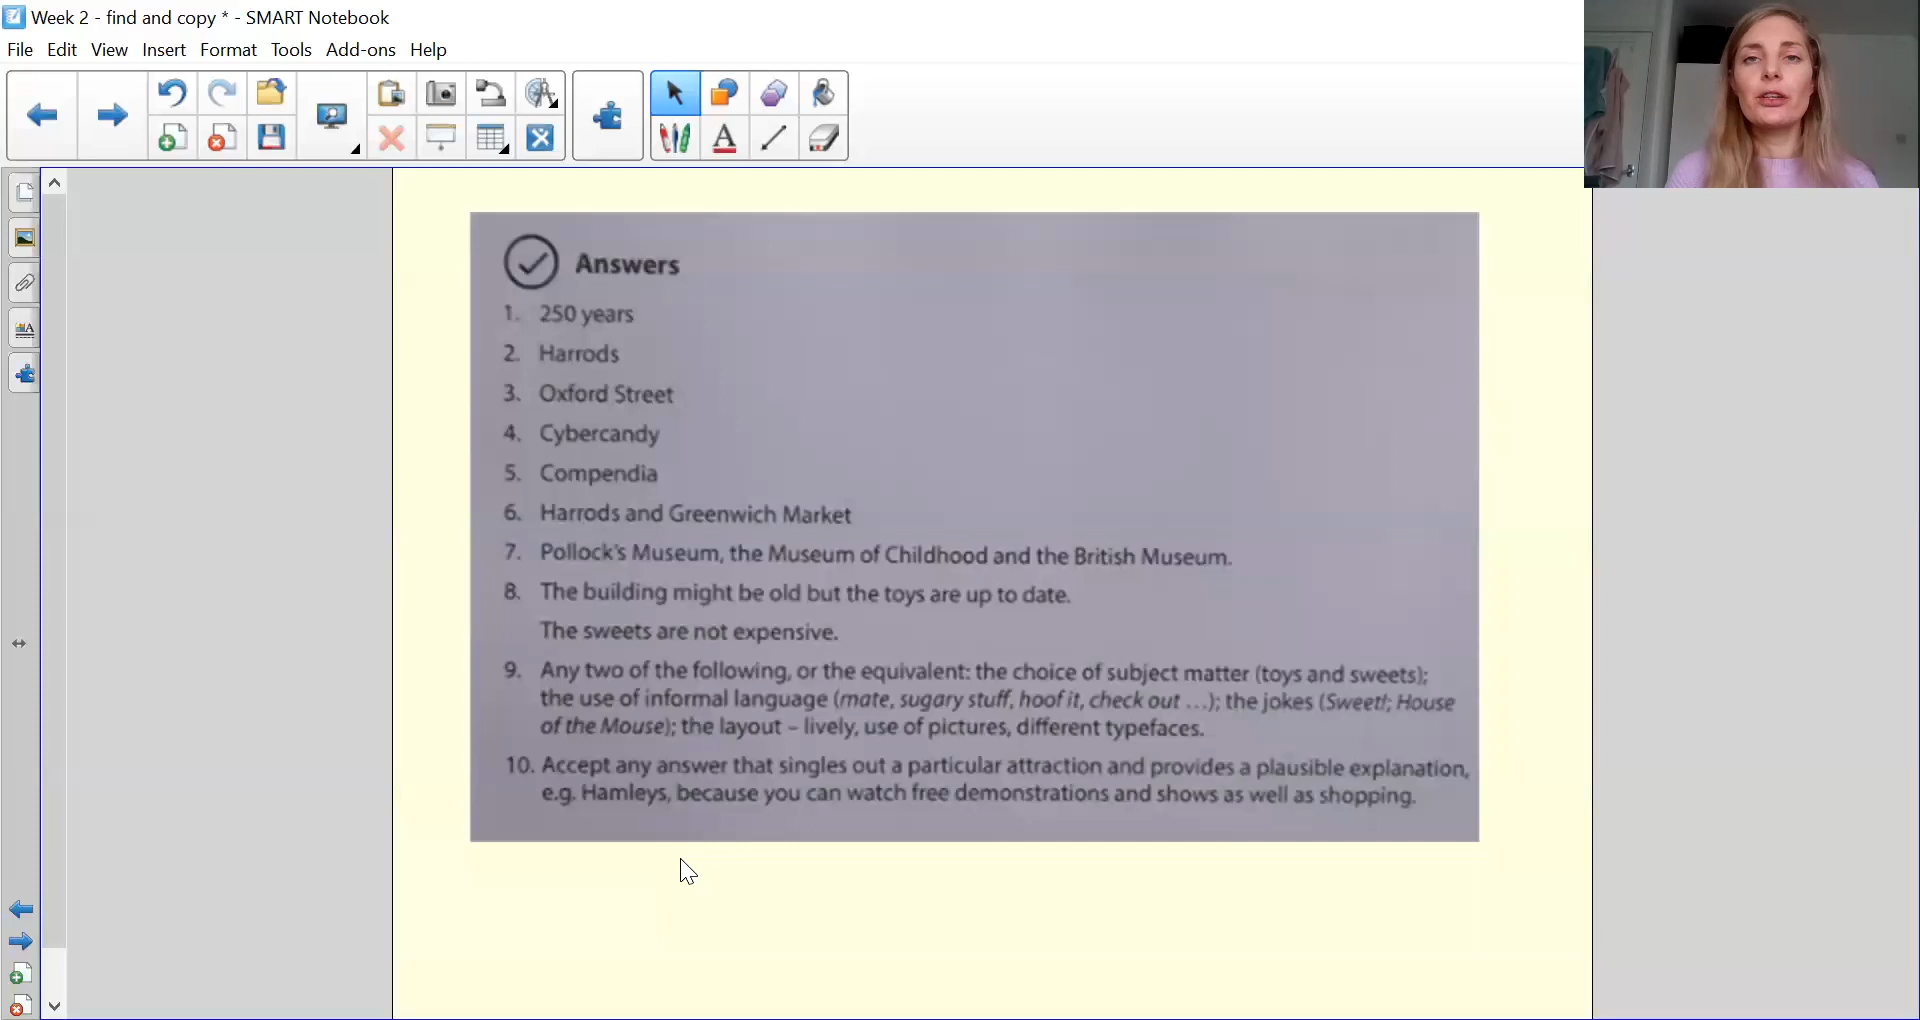 Week 2 - find and copy * - SMART Notebook
File Edit View Insert Format Tools Add-ons Help
Answers
1. 250 years
2. Harrods
3. Oxford Street
4. Cybercandy
5. Compendia
6. Harrods and Greenwich Market
7. Pollock's Museum, the Museum of Childhood and the British Museum.
8. The building might be old but the toys are up to date.
The sweets are not expensive.
9. Any two of the following, or the equivalent: the choice of subject matter (toys and sweets);
the use of informal language (mate, sugary stuff, hoof it, check out ...); the jokes (Sweet!; House
of the Mouse); the layout – lively, use of pictures, different typefaces.
10. Accept any answer that singles out a particular attraction and provides a plausible explanation,
e.g. Hamleys, because you can watch free demonstrations and shows as well as shopping.